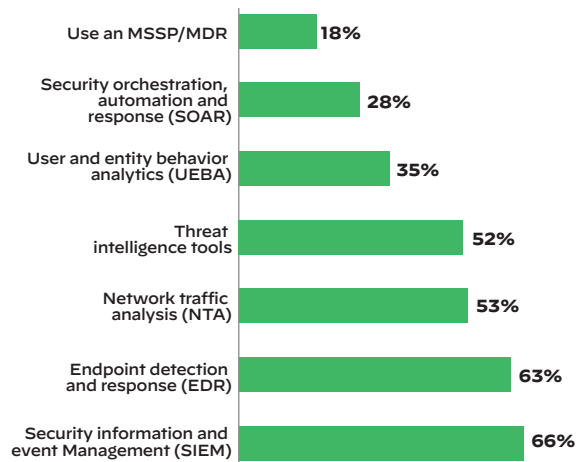 Use an MSSP/MDR
18%
Security orchestration,
automation and
response (SOAR)
28%
User and entity behavior
analytics (UEBA)
35%
Threat
intelligence tools
52%
Network traffic
analysis (NTA)
53%
Endpoint detection
and response (EDR)
63%
Security information and
event Management (SIEM)
66%